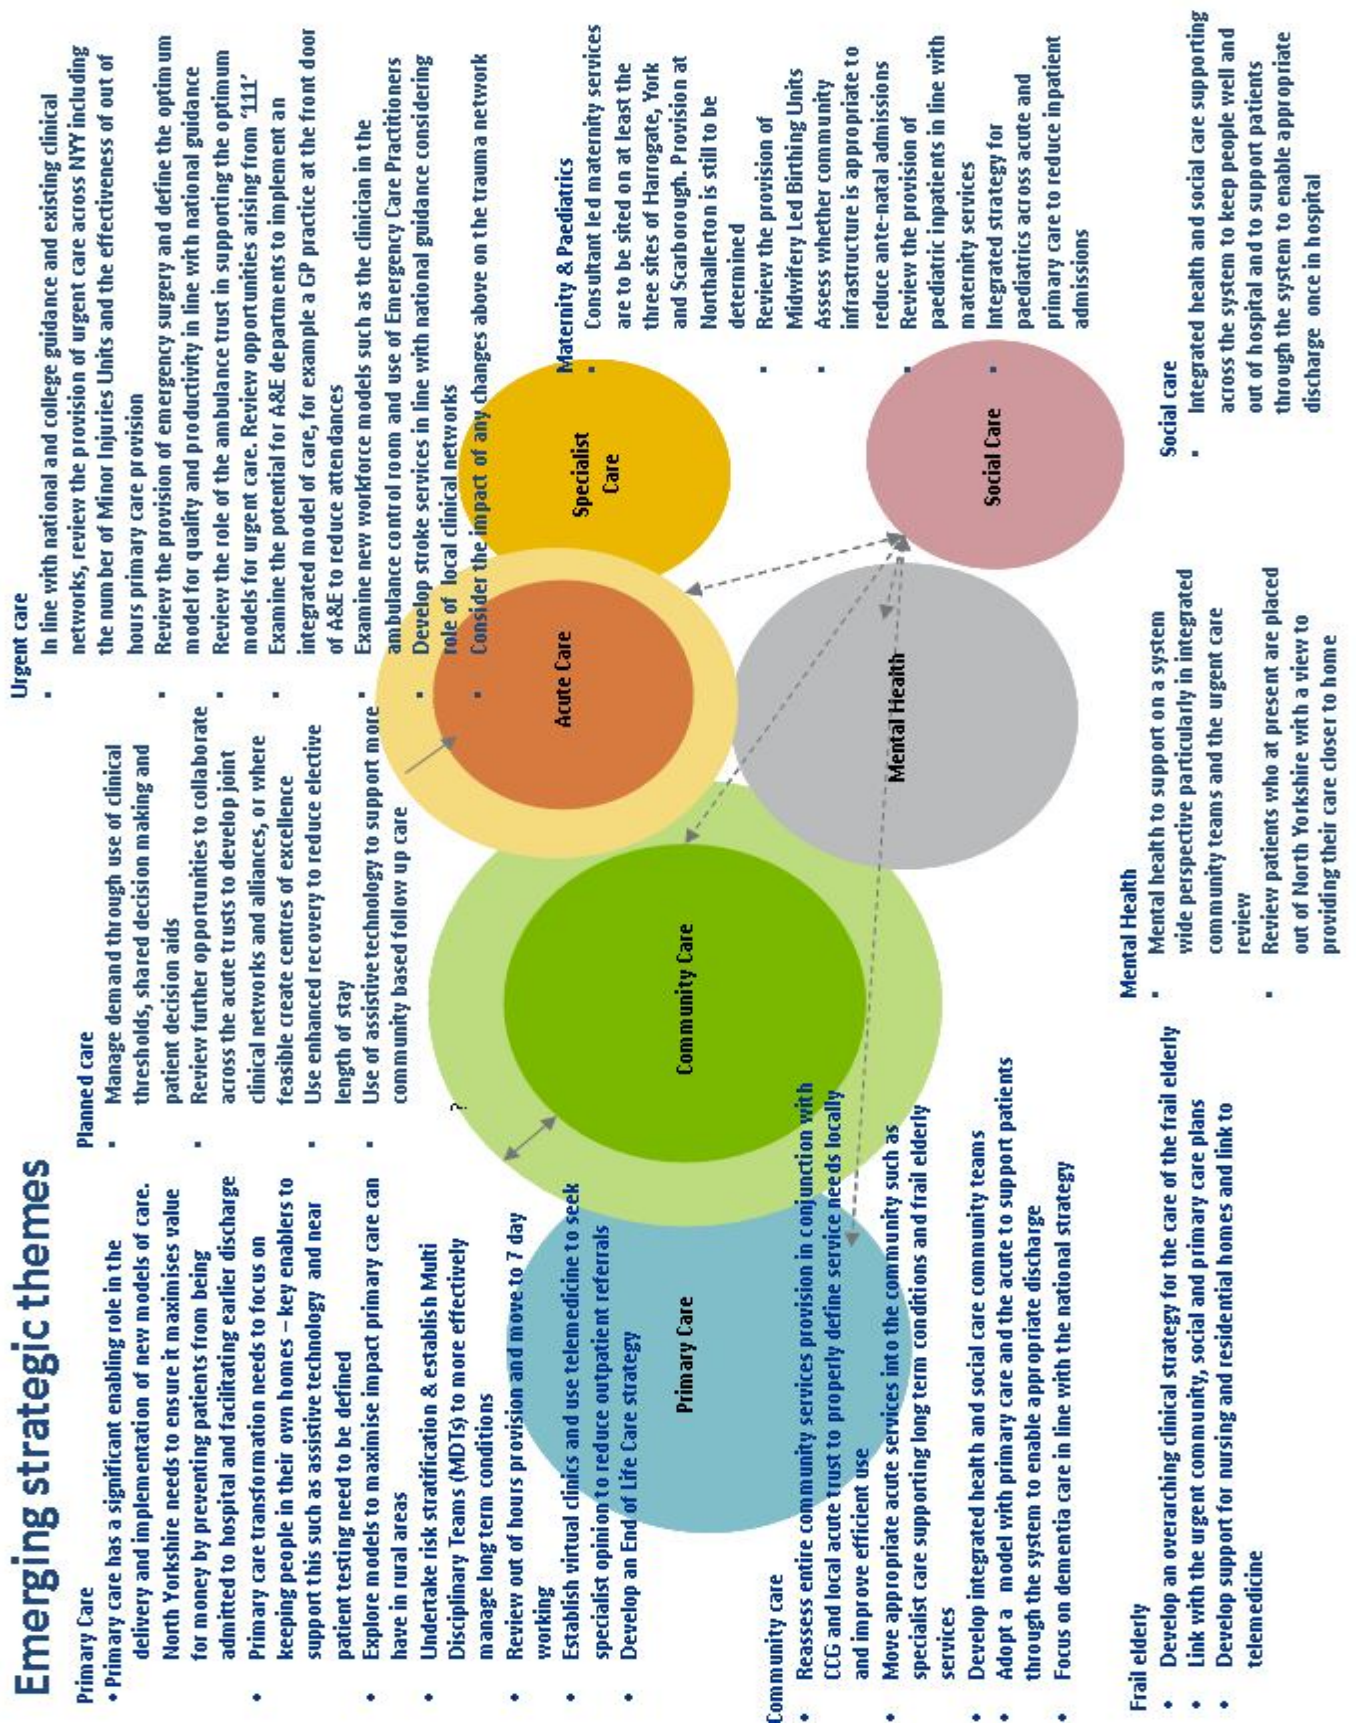 Emerging strategic themes
Primary Care
• Primary care has a significant enabling role in the
delivery and implementation of new models of care.
North Yorkshire needs to ensure it maximises value
for money by preventing patients from being
admitted to hospital and facilitating earlier discharge
• Primary care transformation needs to focus on
keeping people in their own homes – key enablers to
support this such as assistive technology and near
patient testing need to be defined
• Explore models to maximise impact primary care can
have in rural areas
• Undertake risk stratification & establish Multi
Disciplinary Teams (MDTs) to more effectively
manage long term conditions
• Review out of hours provision and move to 7 day
working
• Establish virtual clinics and use telemedicine to seek
specialist opinion to reduce outpatient referrals
• Develop an End of Life Care strategy
Planned care
▪ Manage demand through use of clinical
thresholds, shared decision making and
patient decision aids
▪ Review further opportunities to collaborate
across the acute trusts to develop joint
clinical networks and alliances, or where
feasible create centres of excellence
▪ Use enhanced recovery to reduce elective
length of stay
▪ Use of assistive technology to support more
community based follow up care
?
Urgent care
▪ In line with national and college guidance and existing clinical
networks, review the provision of urgent care across NYY including
the number of Minor Injuries Units and the effectiveness of out of
hours primary care provision
▪ Review the provision of emergency surgery and define the optimum
model for quality and productivity in line with national guidance
▪ Review the role of the ambulance trust in supporting the optimum
models for urgent care. Review opportunities arising from ‘111’
▪ Examine the potential for A&E departments to implement an
integrated model of care, for example a GP practice at the front door
of A&E to reduce attendances
▪ Examine new workforce models such as the clinician in the
ambulance control room and use of Emergency Care Practitioners
▪ Develop stroke services in line with national guidance considering
role of local clinical networks
▪ Consider the impact of any changes above on the trauma network
Primary Care
Community Care
Acute Care
Specialist
Care
Mental Health
Social Care
Maternity & Paediatrics
▪ Consultant led maternity services
are to be sited on at least the
three sites of Harrogate, York
and Scarborough. Provision at
Northallerton is still to be
determined
▪ Review the provision of
Midwifery Led Birthing Units
▪ Assess whether community
infrastructure is appropriate to
reduce ante-natal admissions
▪ Review the provision of
paediatric inpatients in line with
maternity services
▪ Integrated strategy for
paediatrics across acute and
primary care to reduce inpatient
admissions
Community care
• Reassess entire community services provision in conjunction with
CCG and local acute trust to properly define service needs locally
and improve efficient use
• Move appropriate acute services into the community such as
specialist care supporting long term conditions and frail elderly
services
• Develop integrated health and social care community teams
• Adopt a model with primary care and the acute to support patients
through the system to enable appropriate discharge
• Focus on dementia care in line with the national strategy
Frail elderly
• Develop an overarching clinical strategy for the care of the frail elderly
• Link with the urgent community, social and primary care plans
• Develop support for nursing and residential homes and link to
telemedicine
Mental Health
▪ Mental health to support on a system
wide perspective particularly in integrated
community teams and the urgent care
review
▪ Review patients who at present are placed
out of North Yorkshire with a view to
providing their care closer to home
Social care
▪ Integrated health and social care supporting
across the system to keep people well and
out of hospital and to support patients
through the system to enable appropriate
discharge once in hospital